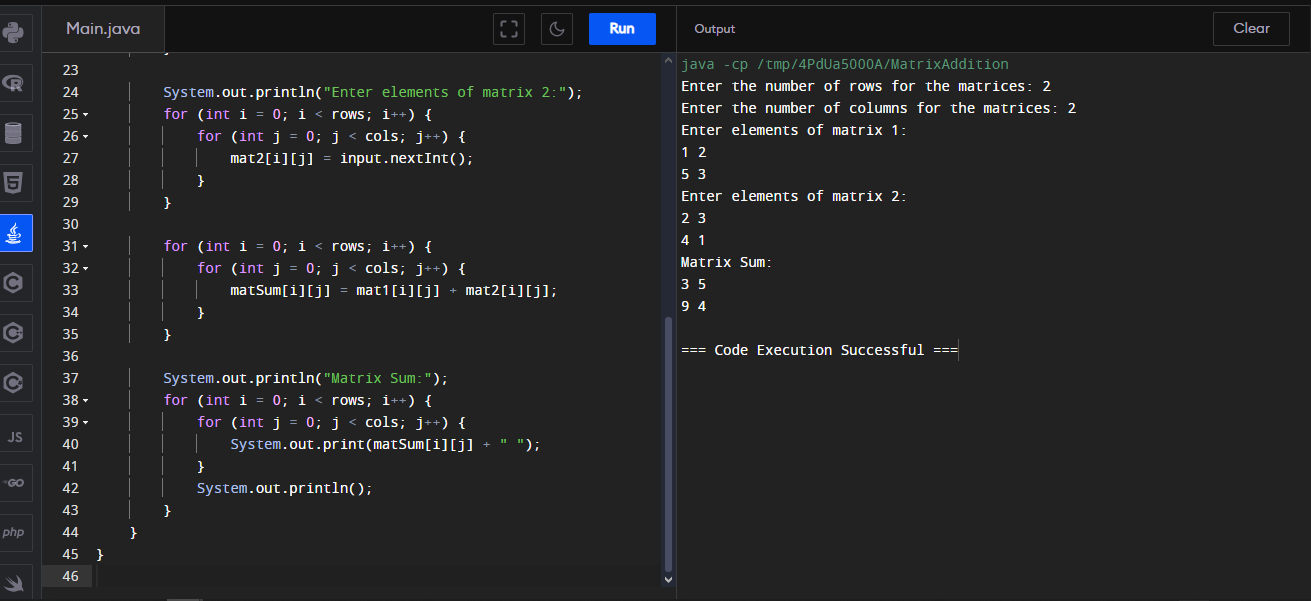 Main.java
Run
Output
Clear
23
24 System.out.println("Enter elements of matrix 2:");
25 for (int i = 0; i < rows; i++) {
26 for (int j = 0; j < cols; j++) {
27 mat2[i][j] = input.nextInt();
28 }
29 }
30
31 for (int i = 0; i < rows; i++) {
32 for (int j = 0; j < cols; j++) {
33 matSum[i][j] = mat1[i][j] + mat2[i][j];
34 }
35 }
36
37 System.out.println("Matrix Sum:");
38 for (int i = 0; i < rows; i++) {
39 for (int j = 0; j < cols; j++) {
40 System.out.print(matSum[i][j] + " ");
41 }
42 System.out.println();
43 }
44 }
45 }
46
java -cp /tmp/4PdUa5OO0A/MatrixAddition
Enter the number of rows for the matrices: 2
Enter the number of columns for the matrices: 2
Enter elements of matrix 1:
1 2
5 3
Enter elements of matrix 2:
2 3
4 1
Matrix Sum:
3 5
9 4
=== Code Execution Successful ===
R
5
JS
GO
php